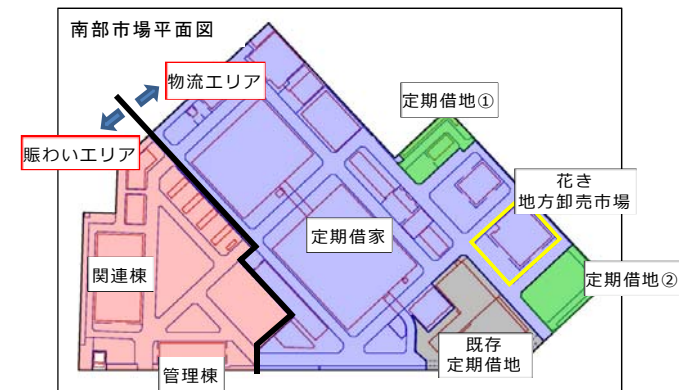 南部市場平面図
物流エリア
賑わいエリア
定期借地①
花き
地方卸売市場
定期借家
定期借地②
関連棟
既存
定期借地
管理棟